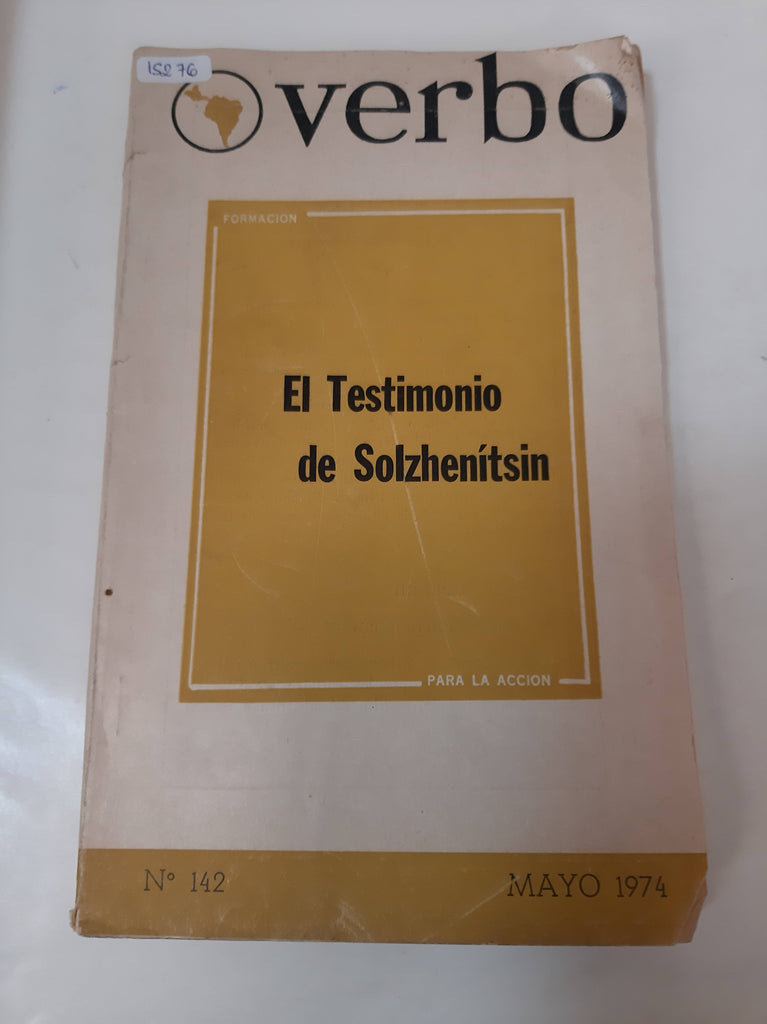 15276
verbo
FORMACION
El Testimonio
de Solzhenítsin
PARA LA ACCION
Nº 142
MAYO 1974